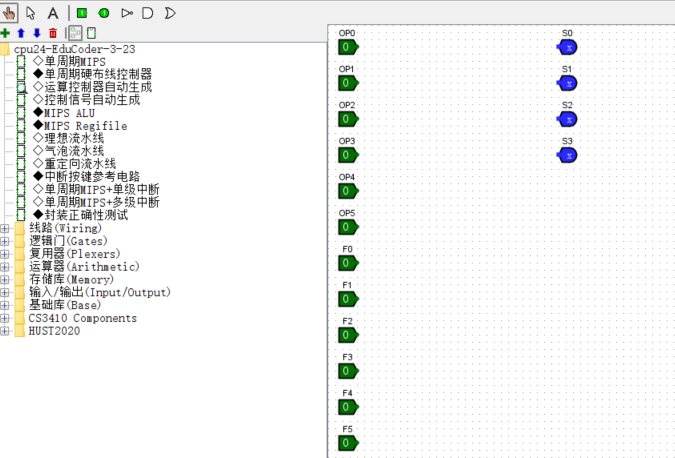 cpu24-EduCoder-3-23
◇单周期MIPS
◆单周期硬布线控制器
◇运算控制器自动生成
◇控制信号自动生成
◆MIPS ALU
◆MIPS Regifile
◇理想流水线
◇气泡流水线
◇重定向流水线
◆中断按键参考电路
◇单周期MIPS+单级中断
◇单周期MIPS+多级中断
◆封装正确性测试
线路(Wiring)
逻辑门(Gates)
复用器(Plexers)
运算器(Arithmetic)
存储库(Memory)
输入/输出(Input/Output)
基础库(Base)
CS3410 Components
HUST2020
OP0 S0
0 x
OP1 S1
0 x
OP2 S2
0 x
OP3 S3
0 x
OP4
0
OP5
0
F0
0
F1
0
F2
0
F3
0
F4
0
F5
0